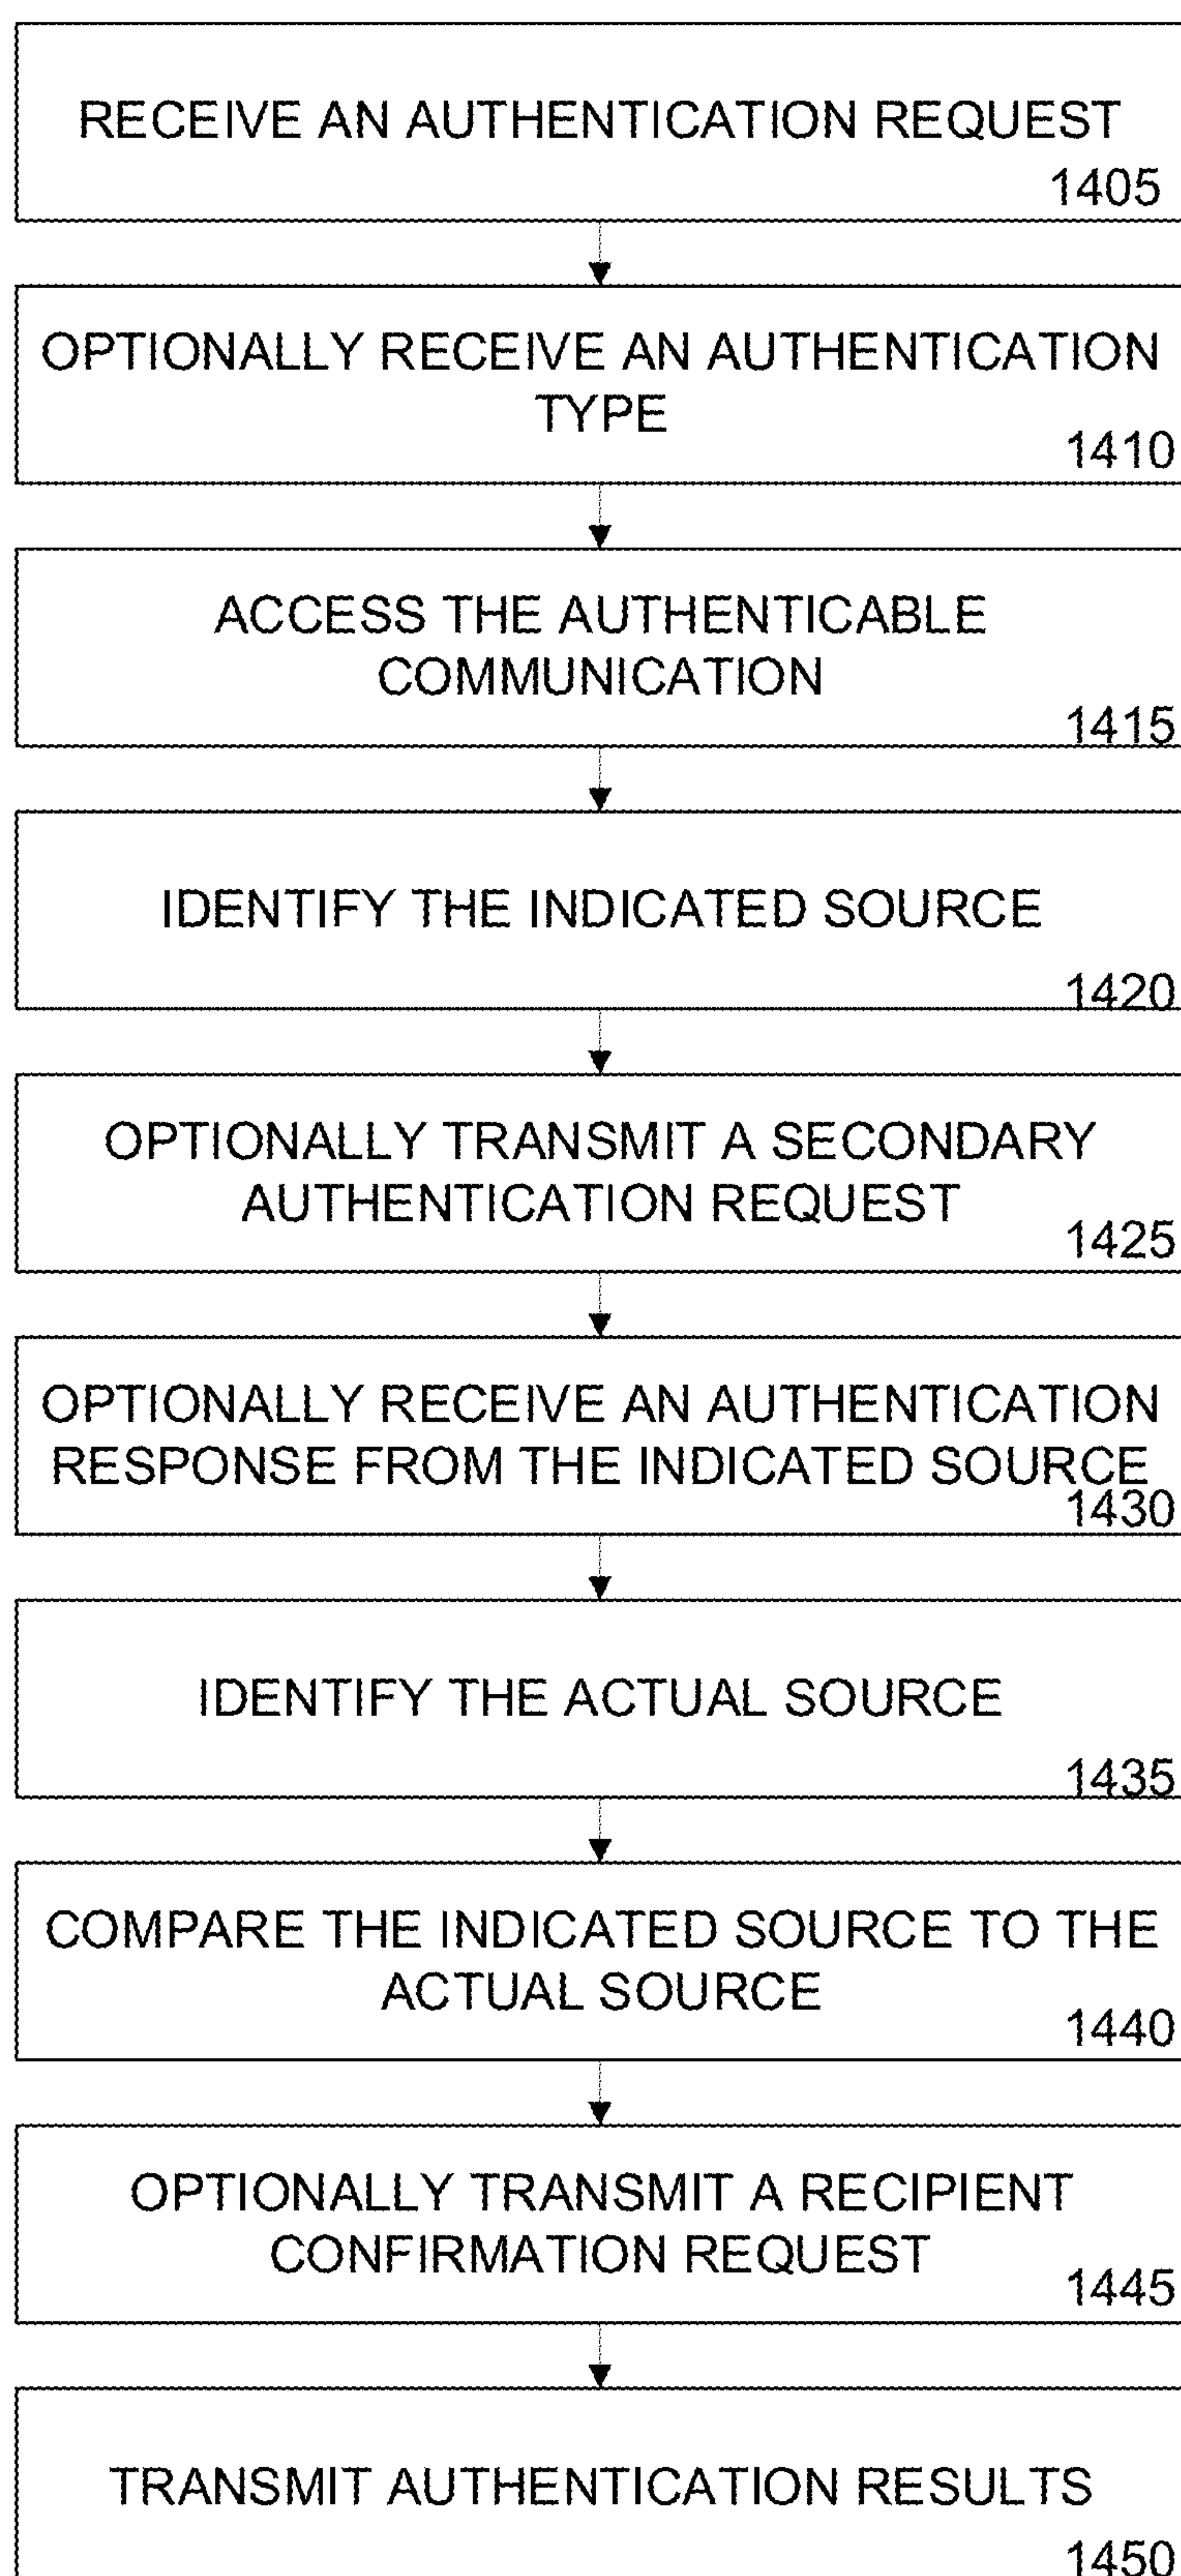 RECEIVE AN AUTHENTICATION REQUEST
1405
OPTIONALLY RECEIVE AN AUTHENTICATION
TYPE
1410
ACCESS THE AUTHENTICABLE
COMMUNICATION
1415
IDENTIFY THE INDICATED SOURCE
1420
OPTIONALLY TRANSMIT A SECONDARY
AUTHENTICATION REQUEST
1425
OPTIONALLY RECEIVE AN AUTHENTICATION
RESPONSE FROM THE INDICATED SOURCE
1430
IDENTIFY THE ACTUAL SOURCE
1435
COMPARE THE INDICATED SOURCE TO THE
ACTUAL SOURCE
1440
OPTIONALLY TRANSMIT A RECIPIENT
CONFIRMATION REQUEST
1445
TRANSMIT AUTHENTICATION RESULTS
1450